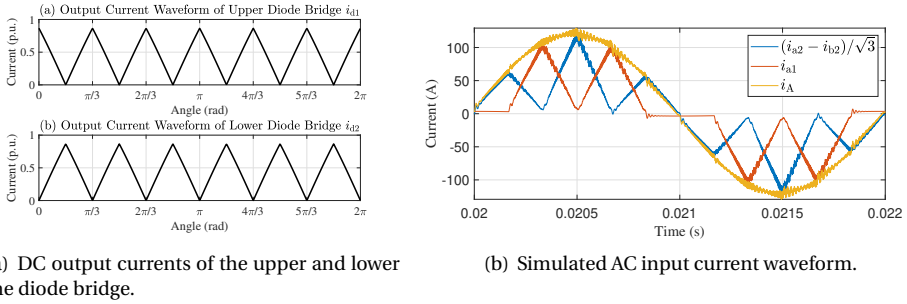 (a) Output Current Waveform of Upper Diode Bridge i_d1
Current (p.u.)
1
0.5
0
0 π/3 2π/3 π 4π/3 5π/3 2π
Angle (rad)
(b) Output Current Waveform of Lower Diode Bridge i_d2
Current (p.u.)
1
0.5
0
0 π/3 2π/3 π 4π/3 5π/3 2π
Angle (rad)
) DC output currents of the upper and lower
ne diode bridge.
Current (A)
100
50
0
-50
-100
0.02 0.0205 0.021 0.0215 0.022
Time (s)
(i_a2 − i_b2)/√3
i_a1
i_A
(b) Simulated AC input current waveform.